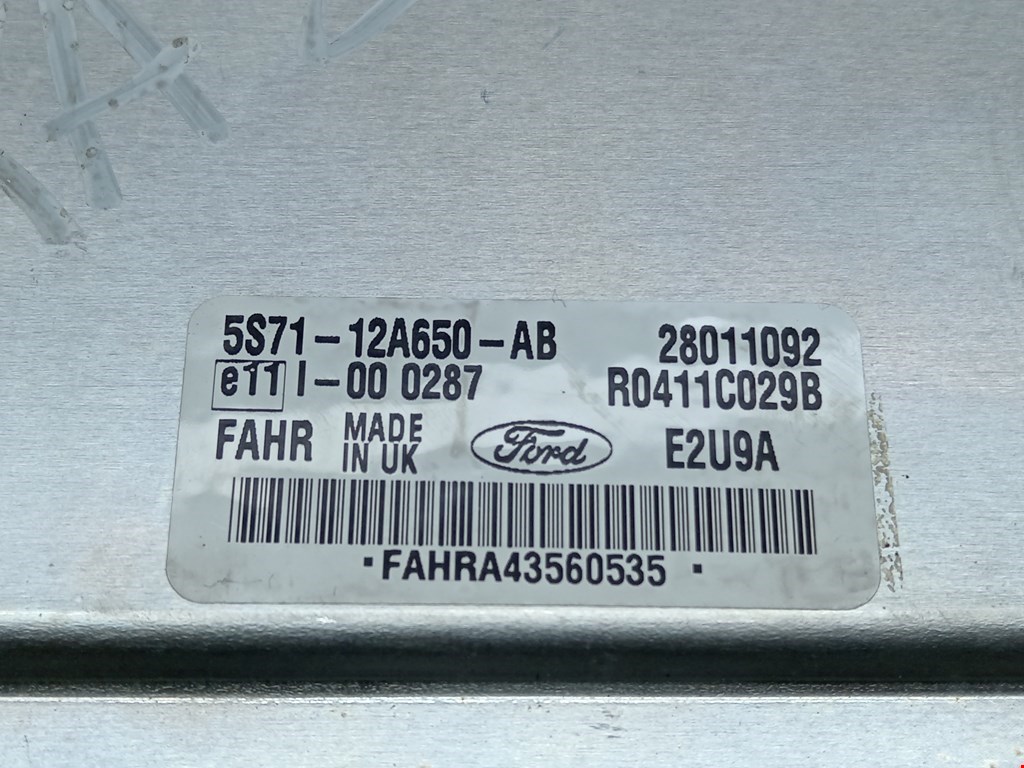 5S71-12A650-AB 28011092
e11 I-00 0287 R0411C029B
FAHR MADE IN UK Ford E2U9A
·FAHRA43560535 ·